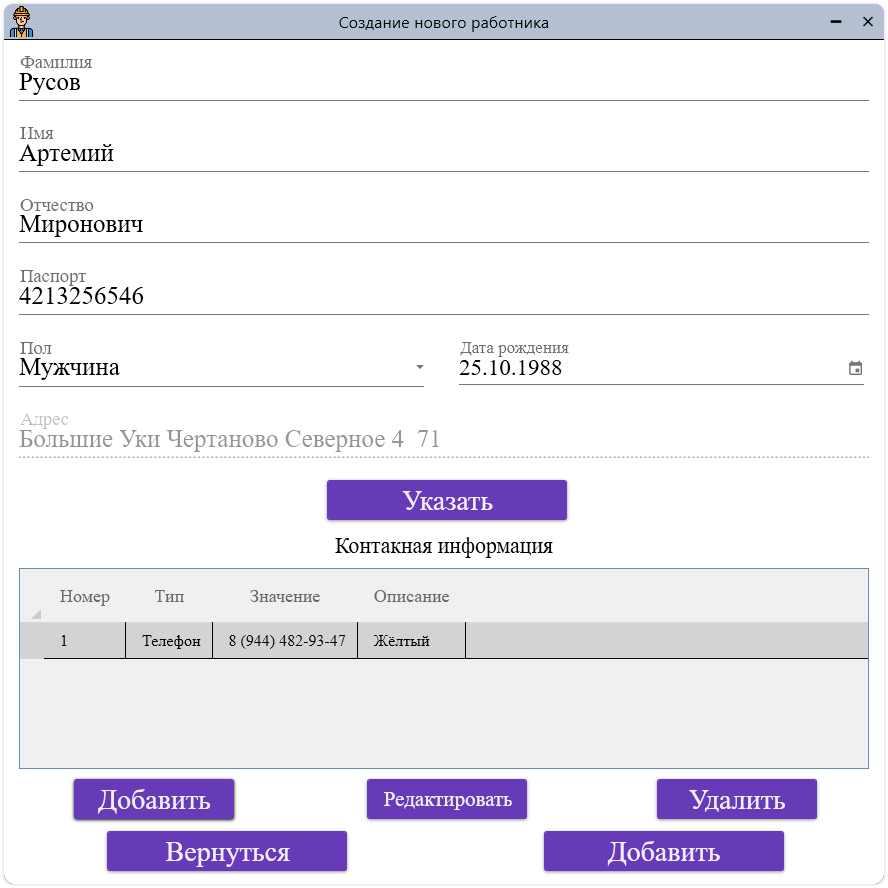 Создание нового работника
Фамилия
Русов
Имя
Артемий
Отчество
Миронович
Паспорт
4213256546
Пол
Мужчина
Дата рождения
25.10.1988
Адрес
Большие Уки Чертаново Северное 4  71
Указать
Контакная информация
Номер Тип Значение Описание
1 Телефон 8 (944) 482-93-47 Жёлтый
Добавить Редактировать Удалить
Вернуться Добавить